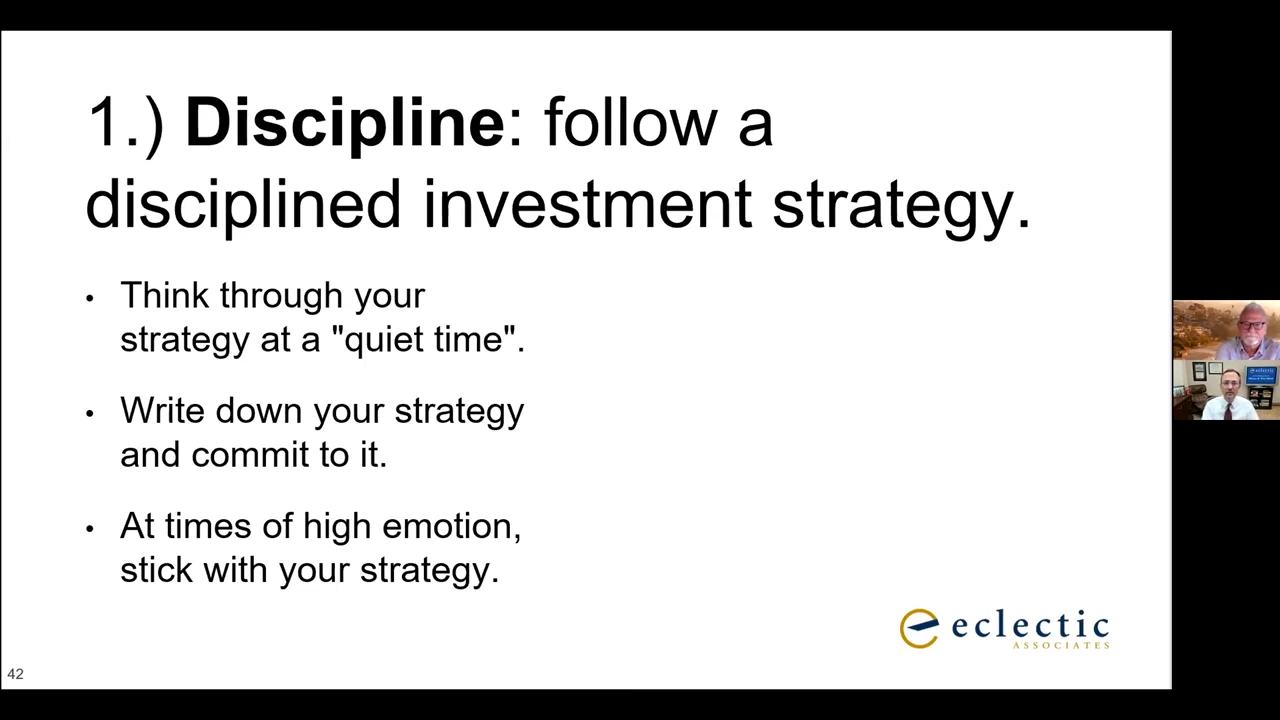 1.) Discipline: follow a
disciplined investment strategy.
• Think through your
strategy at a "quiet time".
• Write down your strategy
and commit to it.
• At times of high emotion,
stick with your strategy.
eclectic
ASSOCIATES
42